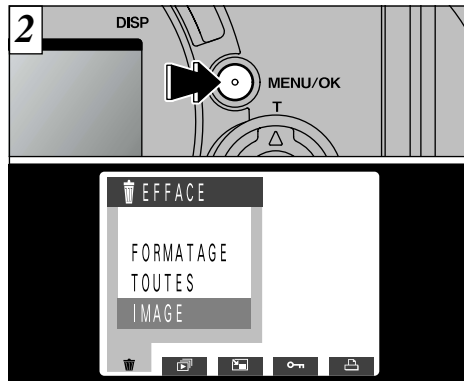 2
DISP
MENU/OK
T
EFFACE
FORMATAGE
TOUTES
IMAGE